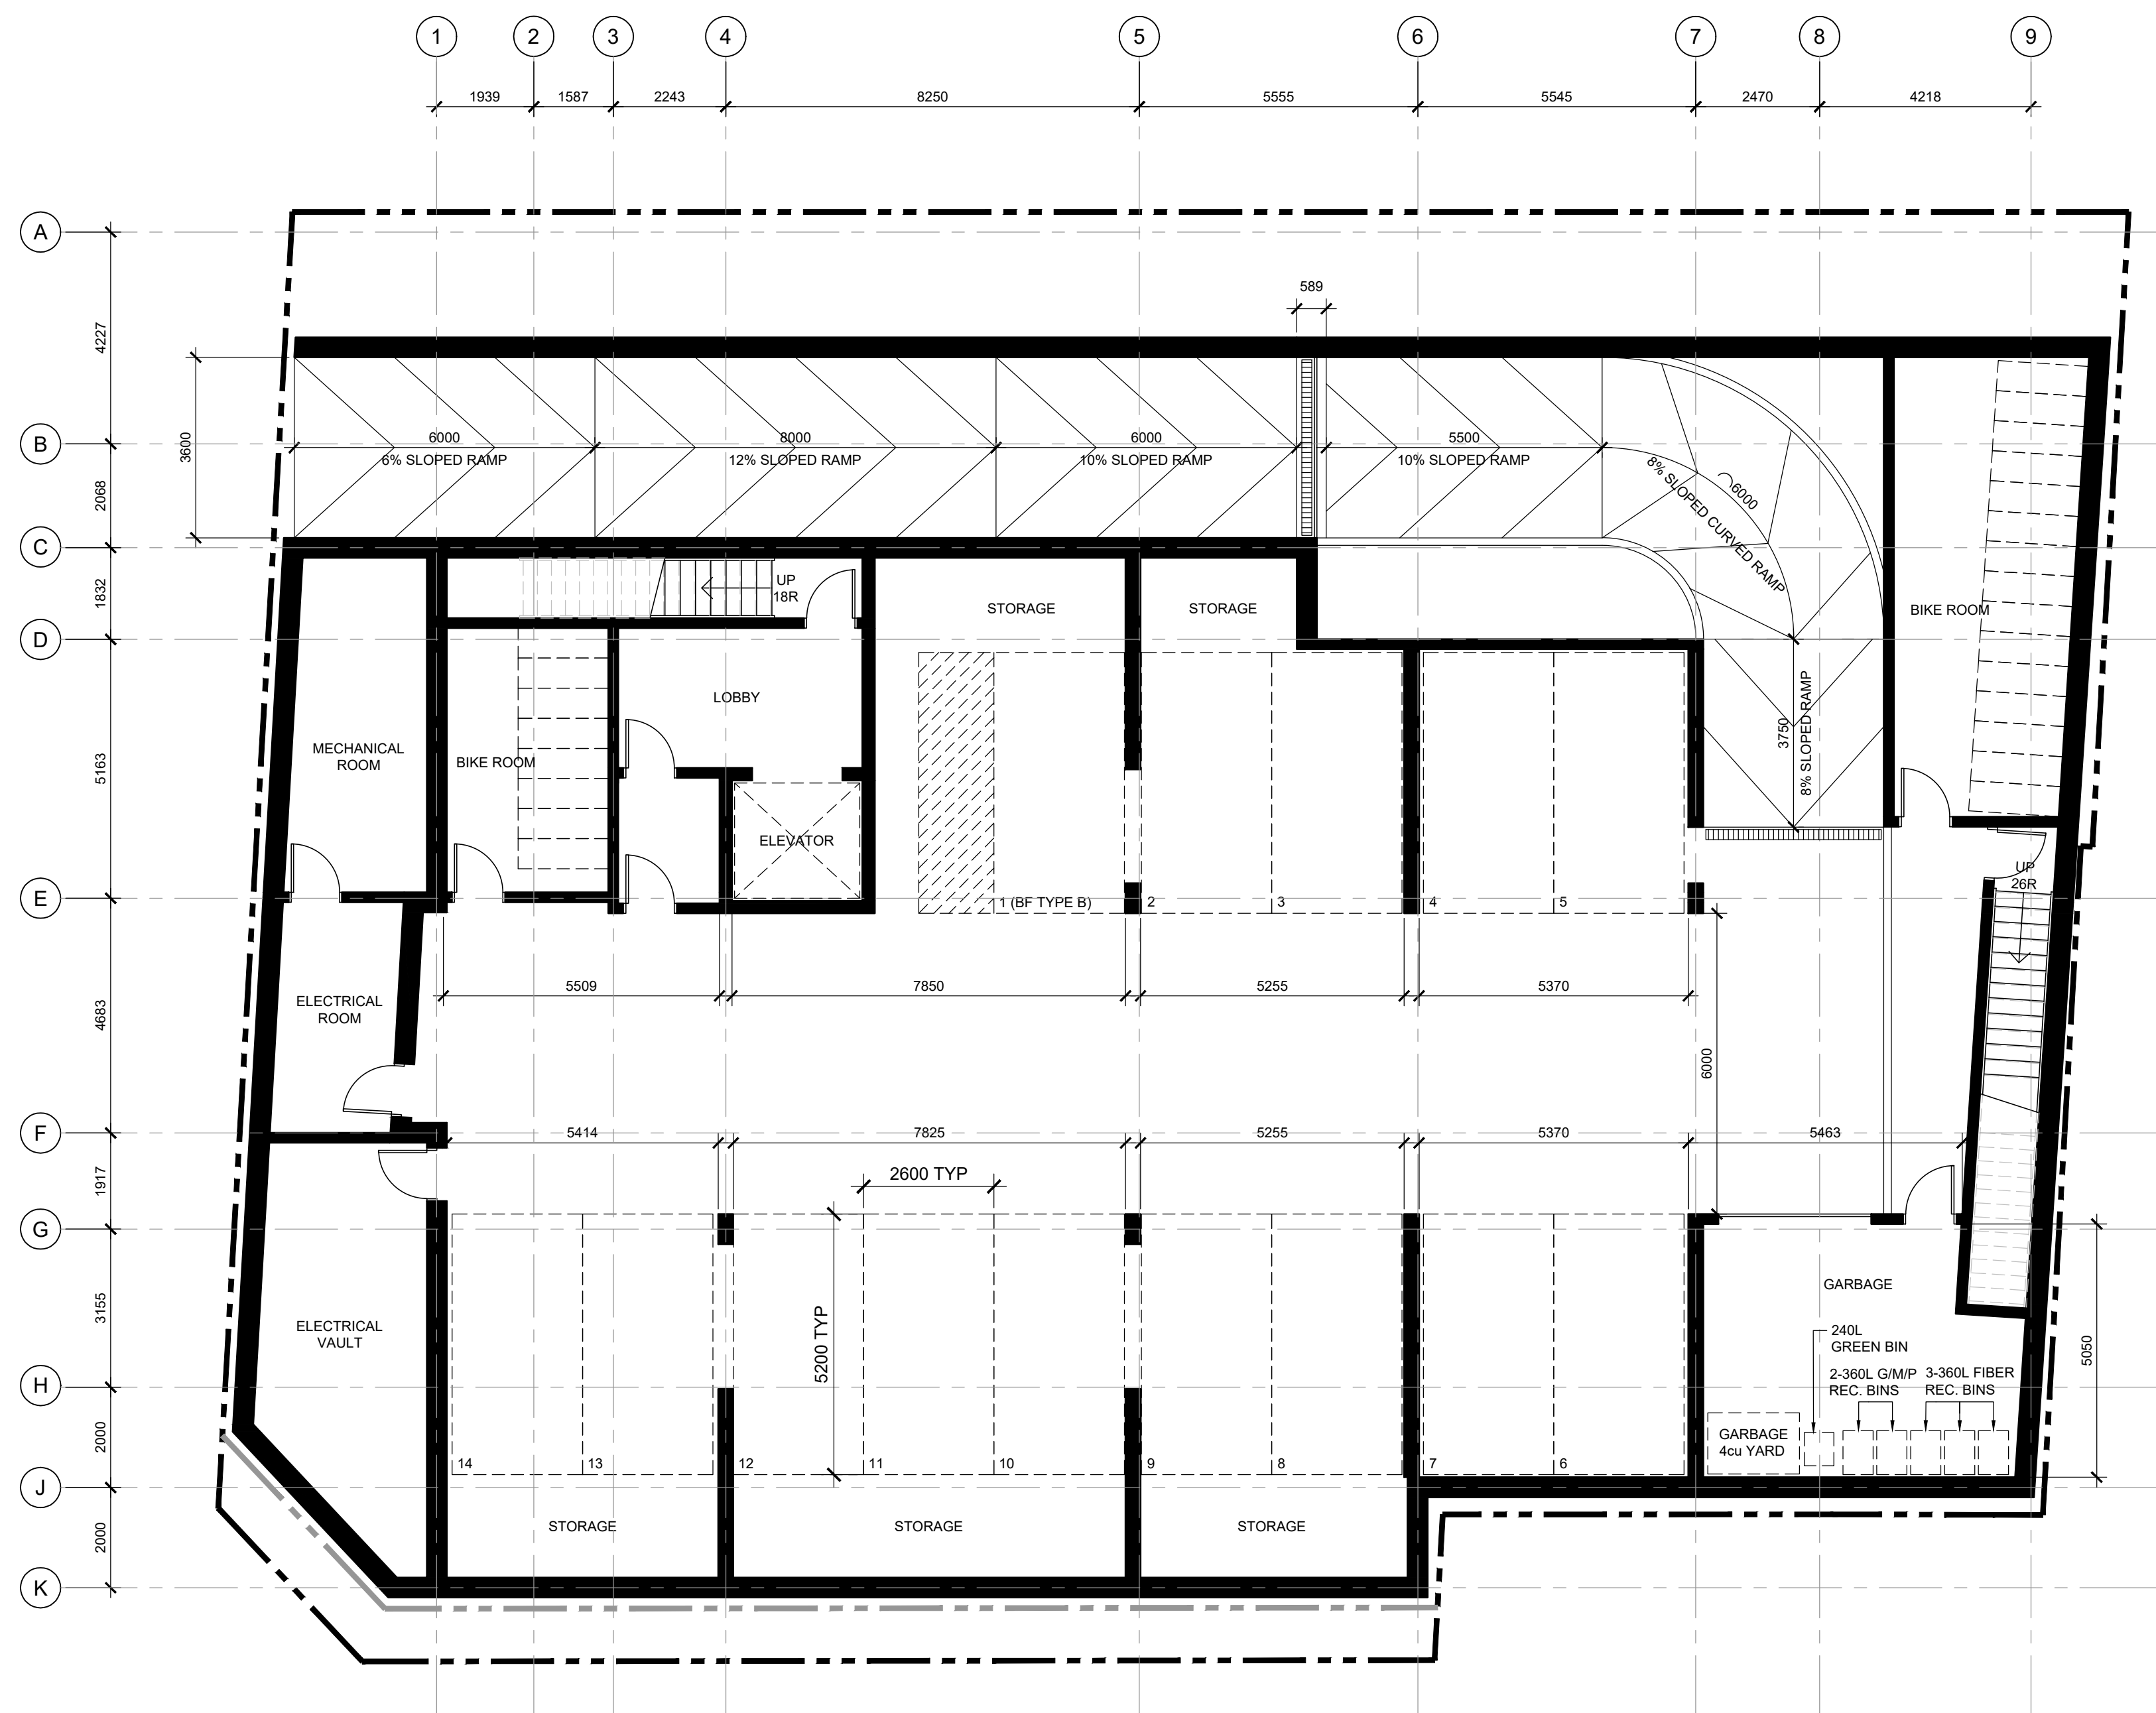 1 2 3 4 5 6 7 8 9
1939 1587 2243 8250 5555 5545 2470 4218
A
589
4227
3600
B
6000 8000 6000 5500
6% SLOPED RAMP 12% SLOPED RAMP 10% SLOPED RAMP 10% SLOPED RAMP
6000
8% SLOPED CURVED RAMP
2068
C
1832
UP
18R
STORAGE STORAGE BIKE ROOM
D
LOBBY
3750
8% SLOPED RAMP
MECHANICAL
ROOM
BIKE ROOM
5163
ELEVATOR
UP
26R
E
1 (BF TYPE B) 2 3 4 5
5509 7850 5255 5370
ELECTRICAL
ROOM
4683
6000
F
5414 7825 5255 5370 5463
2600 TYP
1917
G
GARBAGE
3155
ELECTRICAL
VAULT
5200 TYP
240L
GREEN BIN
5050
2-360L G/M/P
REC. BINS
3-360L FIBER
REC. BINS
H
GARBAGE
4cu YARD
2000
14 13 12 11 10 9 8 7 6
J
STORAGE STORAGE STORAGE
2000
K